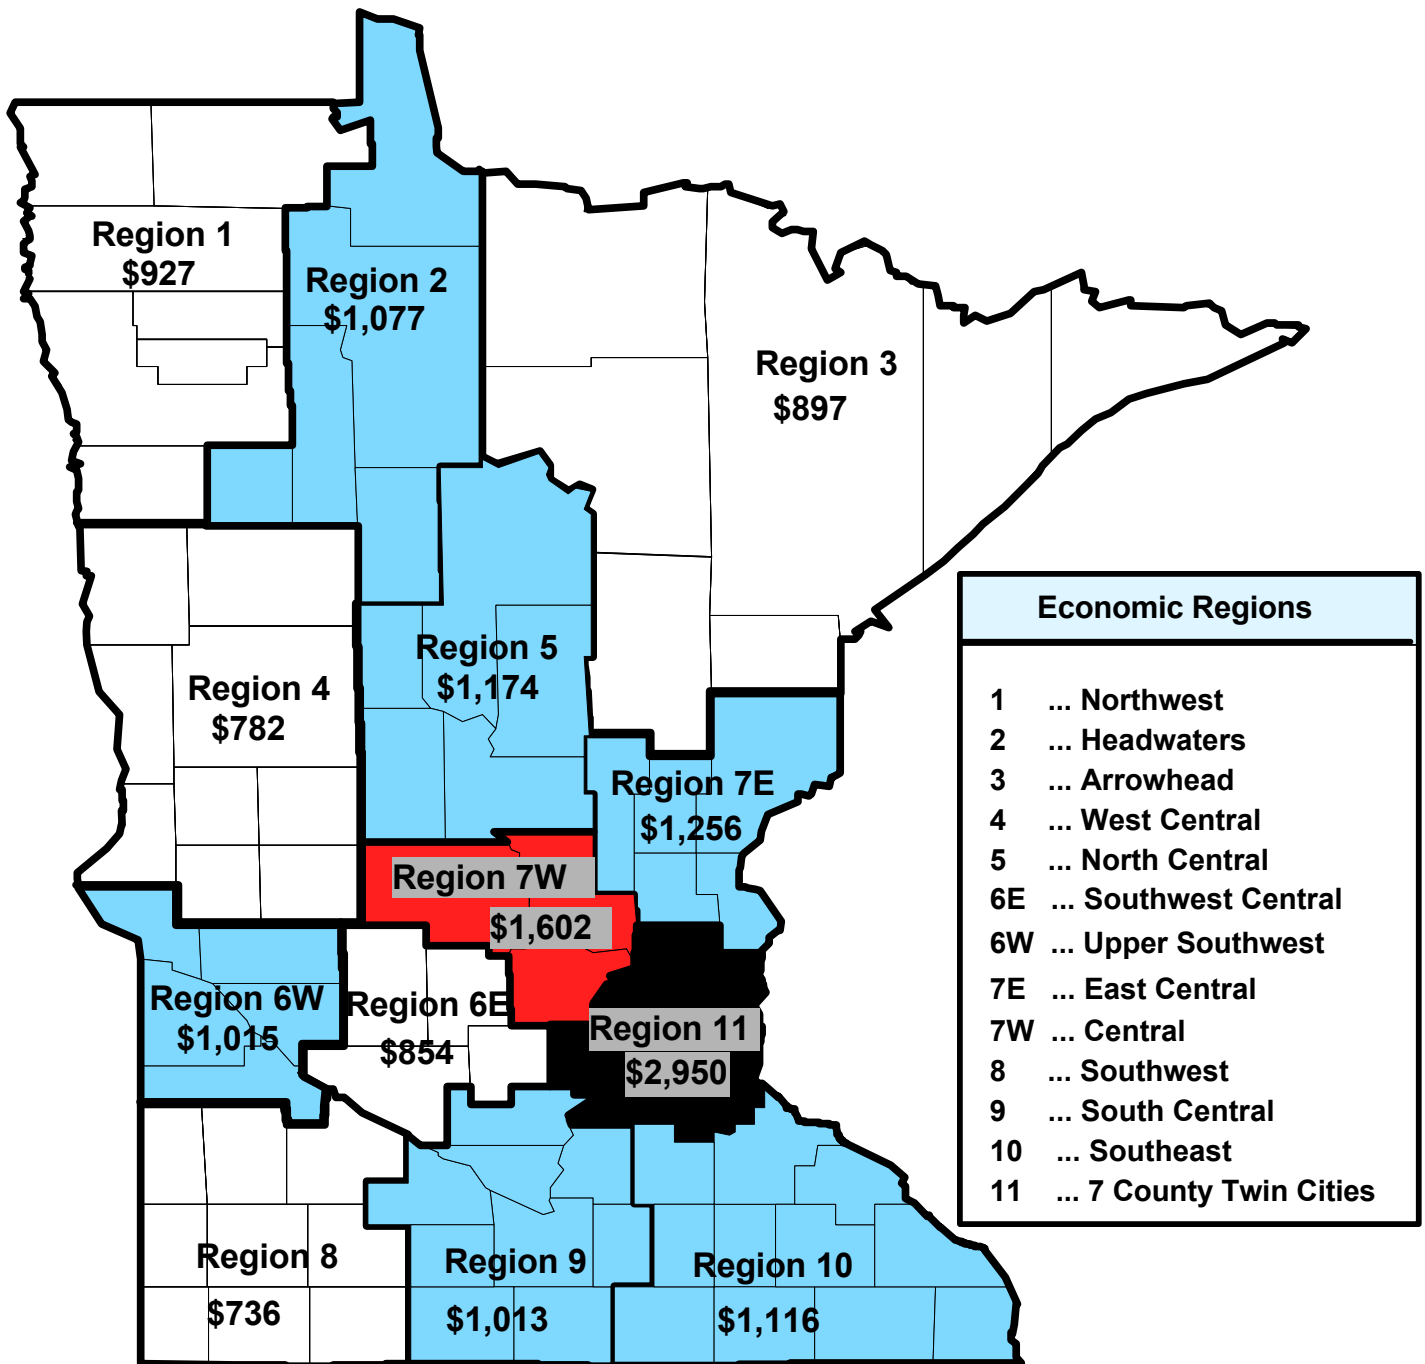 Region 1
$927
Region 2
$1,077
Region 3
$897
Region 5
$1,174
Region 4
$782
Region 7E
$1,256
Region 7W
$1,602
Region 6W
$1,015
Region 6E
$854
Region 11
$2,950
Region 8
$736
Region 9
$1,013
Region 10
$1,116
Economic Regions
1 ... Northwest
2 ... Headwaters
3 ... Arrowhead
4 ... West Central
5 ... North Central
6E ... Southwest Central
6W ... Upper Southwest
7E ... East Central
7W ... Central
8 ... Southwest
9 ... South Central
10 ... Southeast
11 ... 7 County Twin Cities